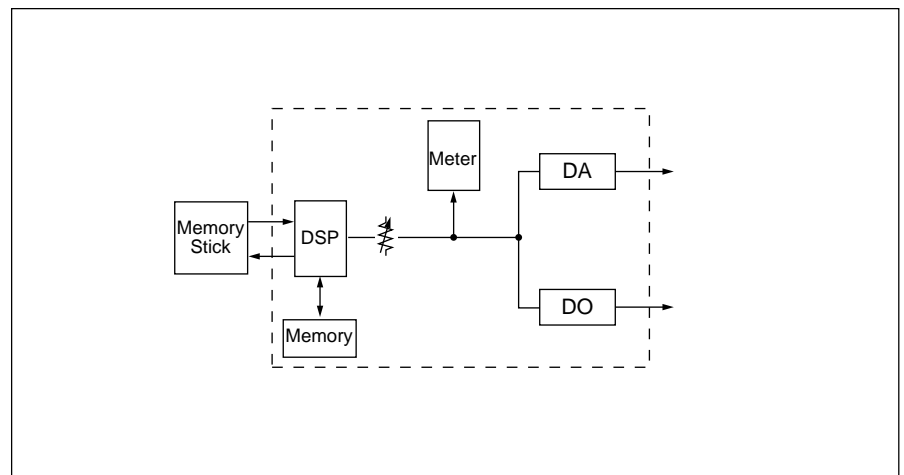 Meter
DA
Memory
Stick
DSP
DO
Memory